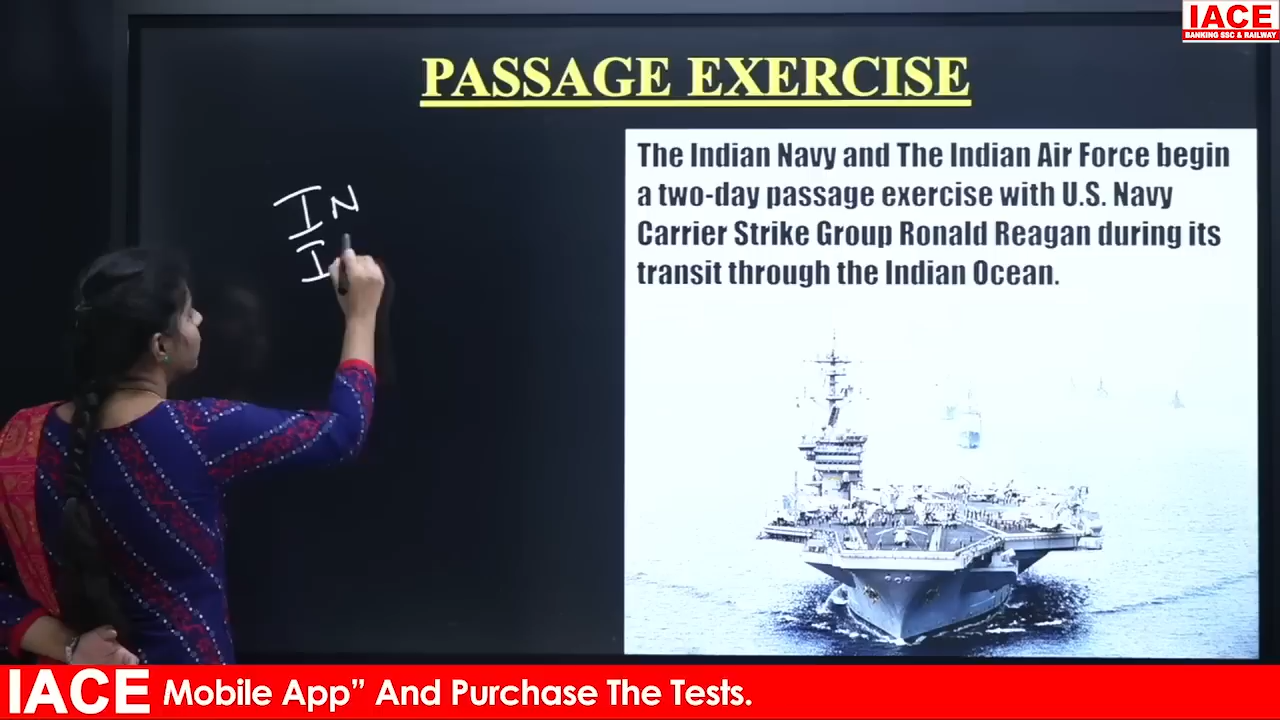 IACE
BANKING SSC & RAILWAY
PASSAGE EXERCISE
IN
I
The Indian Navy and The Indian Air Force begin
a two-day passage exercise with U.S. Navy
Carrier Strike Group Ronald Reagan during its
transit through the Indian Ocean.
IACE Mobile App” And Purchase The Tests.